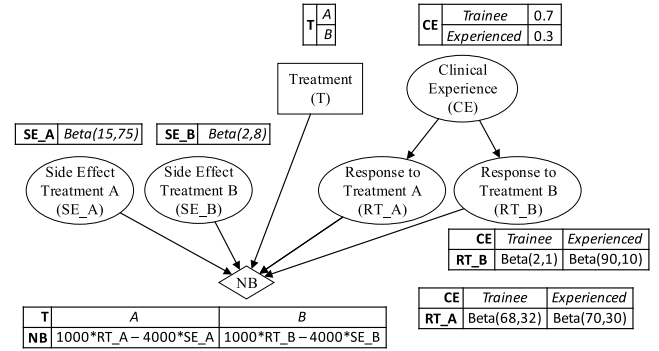 T
A
B
CE
Trainee
0.7
Experienced
0.3
Treatment
(T)
Clinical
Experience
(CE)
SE_A
Beta(15,75)
SE_B
Beta(2,8)
Side Effect
Treatment A
(SE_A)
Side Effect
Treatment B
(SE_B)
Response to
Treatment A
(RT_A)
Response to
Treatment B
(RT_B)
NB
CE Trainee Experienced
RT_B Beta(2,1) Beta(90,10)
CE Trainee Experienced
RT_A Beta(68,32) Beta(70,30)
T A B
NB 1000*RT_A – 4000*SE_A 1000*RT_B – 4000*SE_B